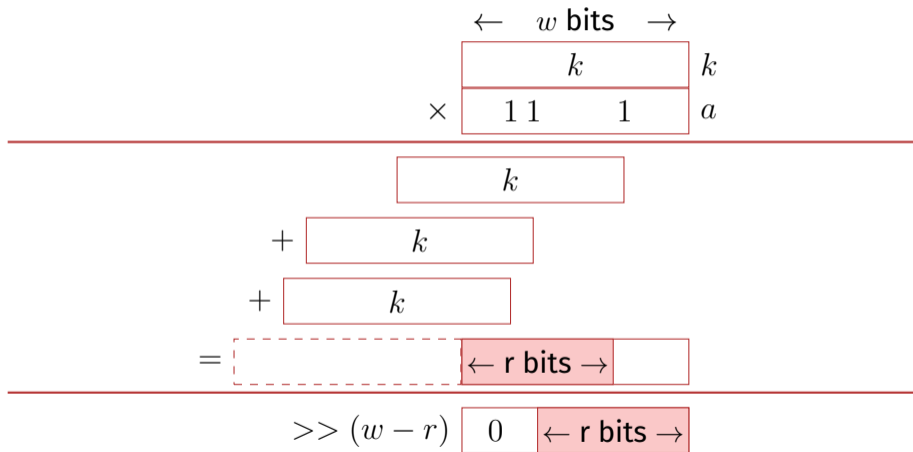 ← w bits →
k k
× 1 1 1 a
k
+ k
+ k
= ← r bits →
>> (w − r) 0 ← r bits →